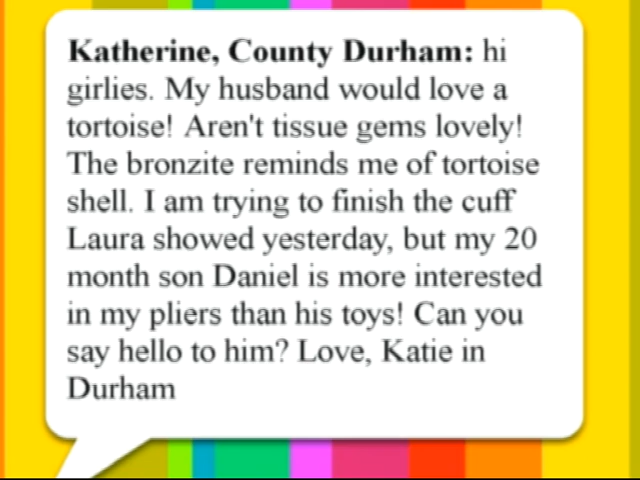 Katherine, County Durham: hi
girlies. My husband would love a
tortoise! Aren't tissue gems lovely!
The bronzite reminds me of tortoise
shell. I am trying to finish the cuff
Laura showed yesterday, but my 20
month son Daniel is more interested
in my pliers than his toys! Can you
say hello to him? Love, Katie in
Durham